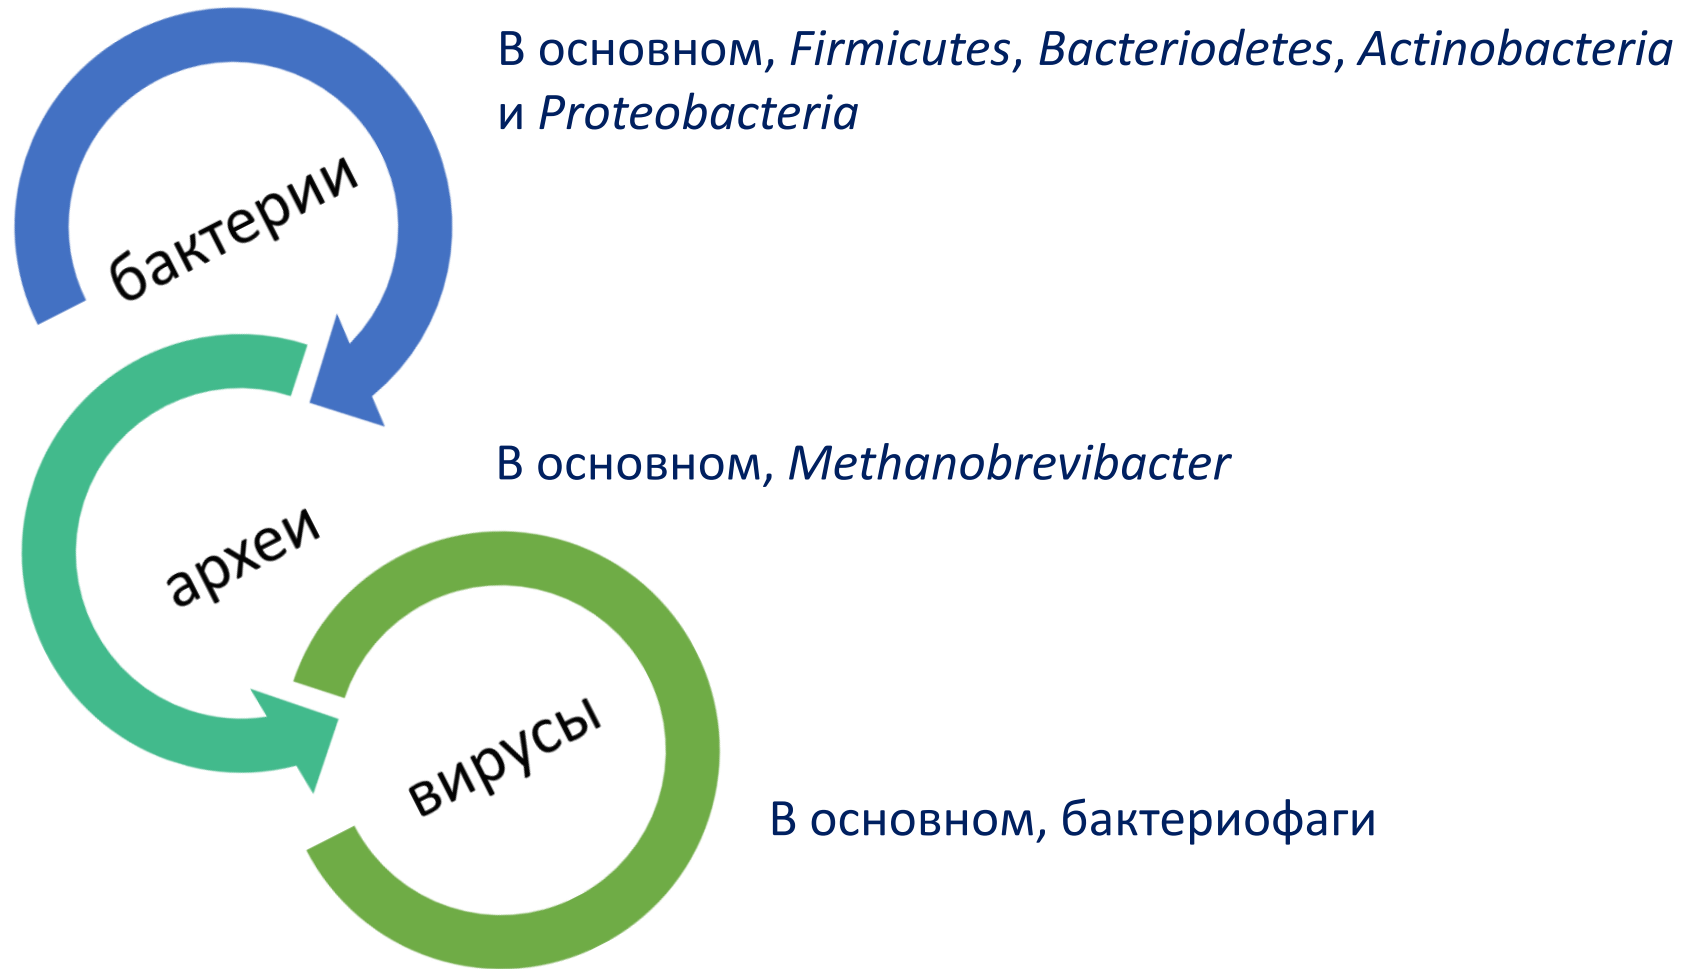 В основном, Firmicutes, Bacteriodetes, Actinobacteria
и Proteobacteria
бактерии
В основном, Methanobrevibacter
археи
вирусы
В основном, бактериофаги